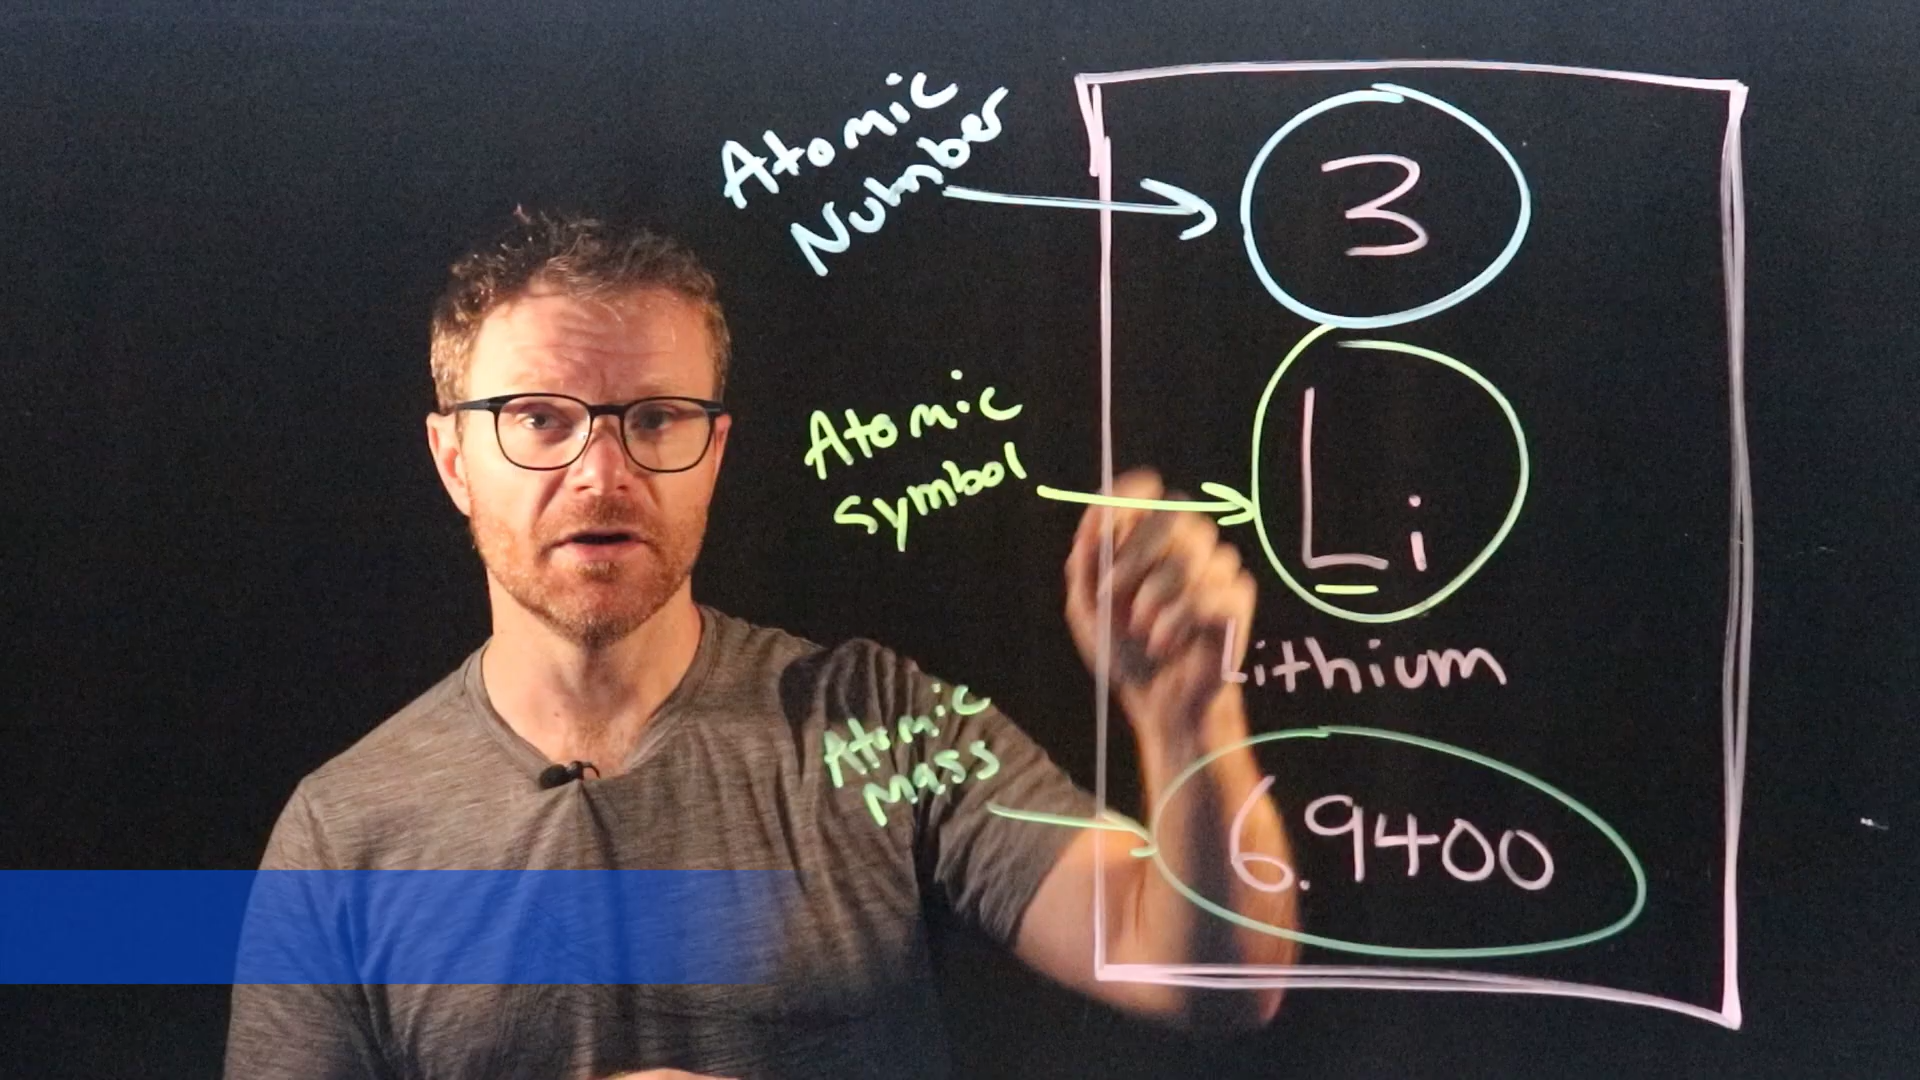 Atomic
Number
3
Atomic
Symbol
Li
Lithium
Atomic
Mass
6.9400